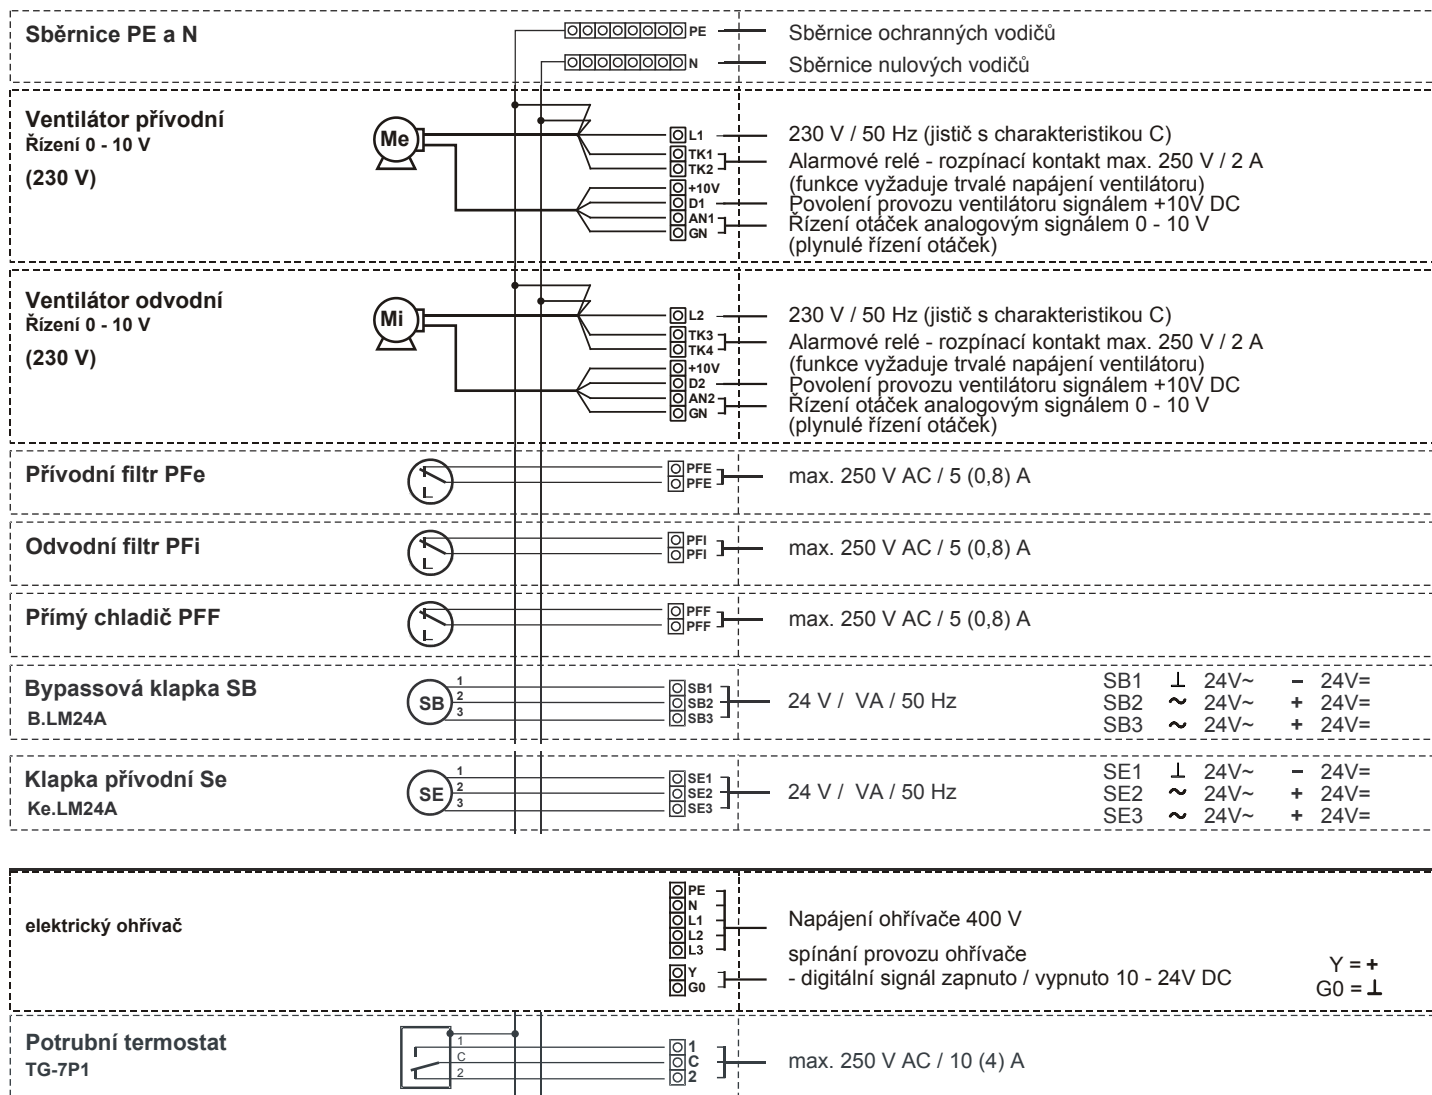 Sběrnice PE a N
PE
Sběrnice ochranných vodičů
N
Sběrnice nulových vodičů
Ventilátor přívodní
Řízení 0 - 10 V
(230 V)
Me
L1
230 V / 50 Hz (jistič s charakteristikou C)
TK1
TK2
Alarmové relé - rozpínací kontakt max. 250 V / 2 A
(funkce vyžaduje trvalé napájení ventilátoru)
+10V
D1
Povolení provozu ventilátoru signálem +10V DC
AN1
GN
Řízení otáček analogovým signálem 0 - 10 V
(plynulé řízení otáček)
Ventilátor odvodní
Řízení 0 - 10 V
(230 V)
Mi
L2
230 V / 50 Hz (jistič s charakteristikou C)
TK3
TK4
Alarmové relé - rozpínací kontakt max. 250 V / 2 A
(funkce vyžaduje trvalé napájení ventilátoru)
+10V
D2
Povolení provozu ventilátoru signálem +10V DC
AN2
GN
Řízení otáček analogovým signálem 0 - 10 V
(plynulé řízení otáček)
Přívodní filtr PFe
PFE
PFE
max. 250 V AC / 5 (0,8) A
Odvodní filtr PFi
PFI
PFI
max. 250 V AC / 5 (0,8) A
Přímý chladič PFF
PFF
PFF
max. 250 V AC / 5 (0,8) A
Bypassová klapka SB
B.LM24A
SB
1
2
3
SB1
SB2
SB3
24 V / VA / 50 Hz
SB1 ⊥ 24V~ – 24V=
SB2 ~ 24V~ + 24V=
SB3 ~ 24V~ + 24V=
Klapka přívodní Se
Ke.LM24A
SE
1
2
3
SE1
SE2
SE3
24 V / VA / 50 Hz
SE1 ⊥ 24V~ – 24V=
SE2 ~ 24V~ + 24V=
SE3 ~ 24V~ + 24V=
elektrický ohřívač
PE
N
L1
L2
L3
Napájení ohřívače 400 V
Y
G0
spínání provozu ohřívače
- digitální signál zapnuto / vypnuto 10 - 24V DC
Y = +
G0 = ⊥
Potrubní termostat
TG-7P1
1
C
2
1
C
2
max. 250 V AC / 10 (4) A